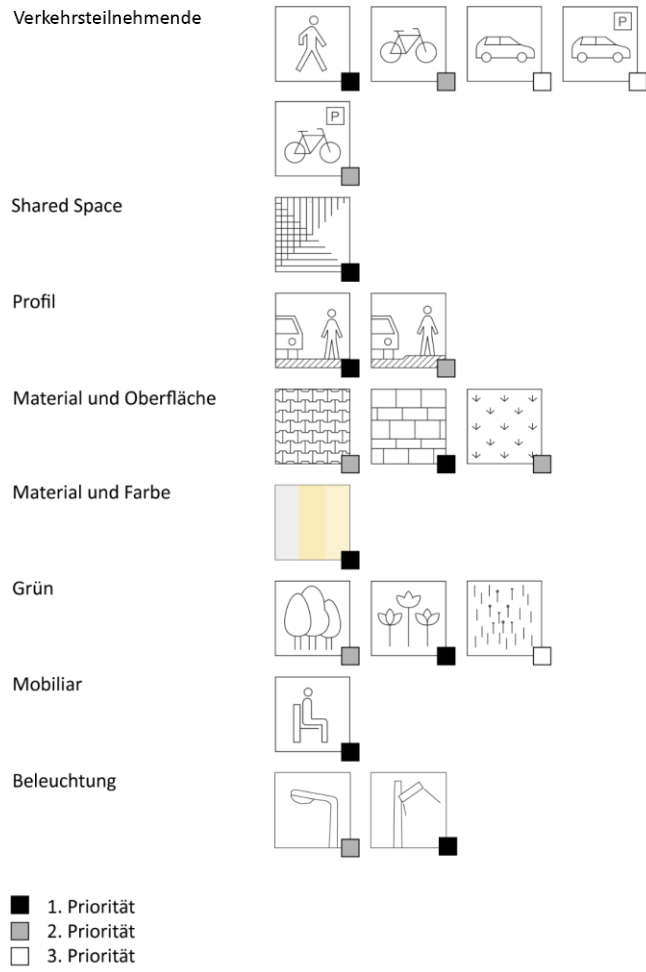 Verkehrsteilnehmende
P
P
Shared Space
Profil
Material und Oberfläche
Material und Farbe
Grün
Mobiliar
Beleuchtung
1. Priorität
2. Priorität
3. Priorität